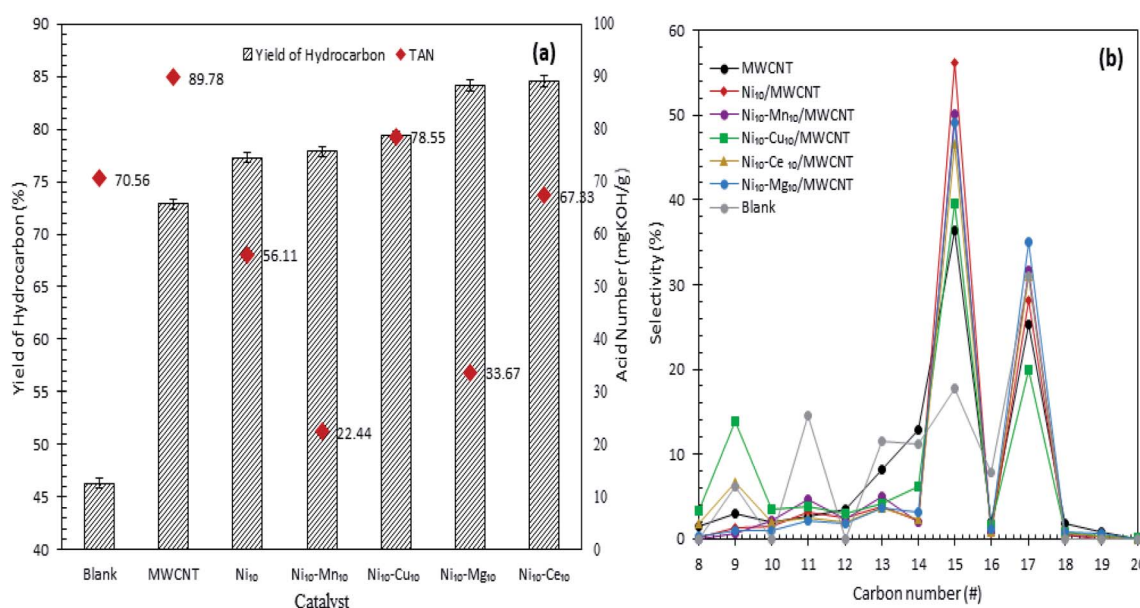 Yield of Hydrocarbon (%)
90
85
80
75
70
65
60
55
50
45
40
Yield of Hydrocarbon
TAN
(a)
70.56
89.78
56.11
22.44
78.55
33.67
67.33
100
90
80
70
60
50
40
30
20
10
0
Acid Number (mgKOH/g)
Blank
MWCNT
Ni₁₀
Ni₁₀-Mn₁₀
Ni₁₀-Cu₁₀
Ni₁₀-Mg₁₀
Ni₁₀-Ce₁₀
Catalyst
Selectivity (%)
60
50
40
30
20
10
0
(b)
MWCNT
Ni₁₀/MWCNT
Ni₁₀-Mn₁₀/MWCNT
Ni₁₀-Cu₁₀/MWCNT
Ni₁₀-Ce ₁₀/MWCNT
Ni₁₀-Mg₁₀/MWCNT
Blank
8 9 10 11 12 13 14 15 16 17 18 19 20
Carbon number (#)